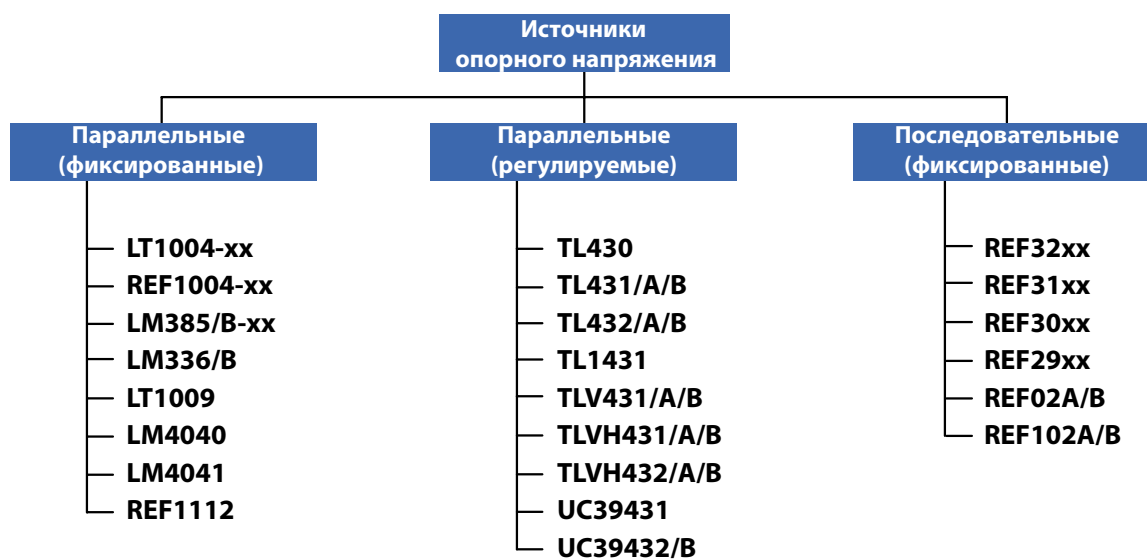 Источники
опорного напряжения
Параллельные
(фиксированные)
LT1004-xx
REF1004-xx
LM385/B-xx
LM336/B
LT1009
LM4040
LM4041
REF1112
Параллельные
(регулируемые)
TL430
TL431/A/B
TL432/A/B
TL1431
TLV431/A/B
TLVH431/A/B
TLVH432/A/B
UC39431
UC39432/B
Последовательные
(фиксированные)
REF32xx
REF31xx
REF30xx
REF29xx
REF02A/B
REF102A/B